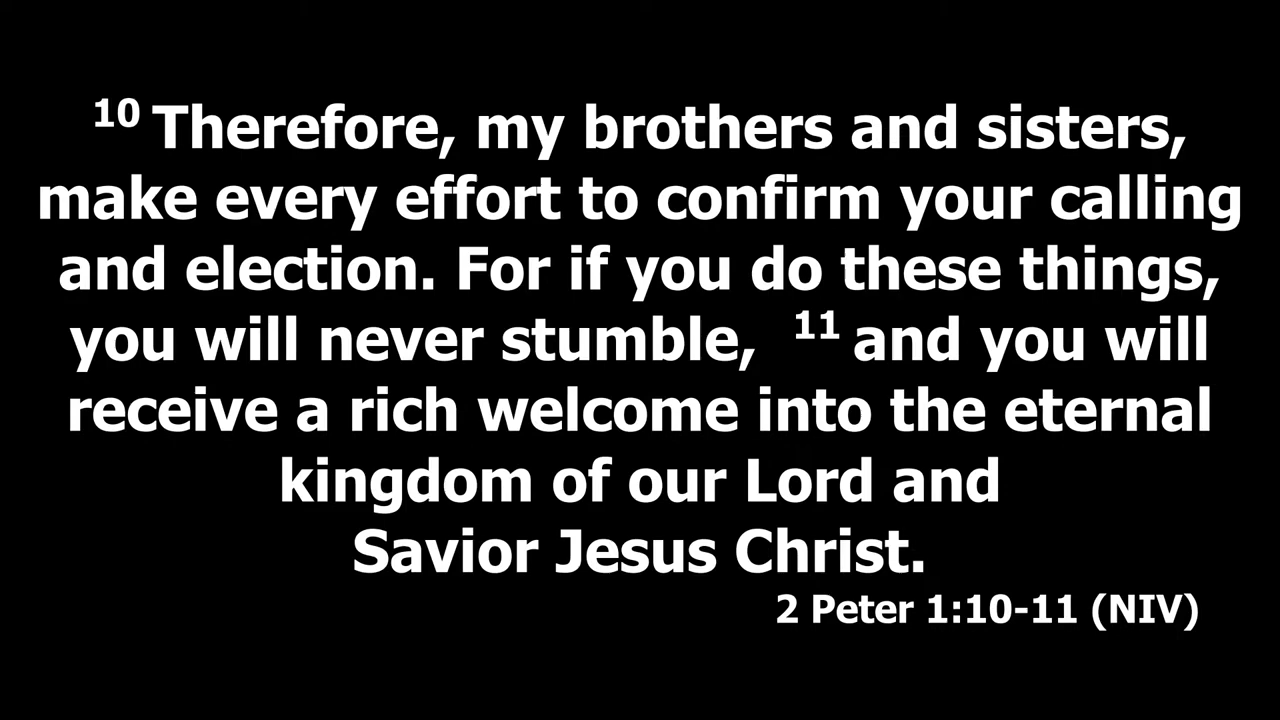 10 Therefore, my brothers and sisters,
make every effort to confirm your calling
and election. For if you do these things,
you will never stumble, 11 and you will
receive a rich welcome into the eternal
kingdom of our Lord and
Savior Jesus Christ.
2 Peter 1:10-11 (NIV)